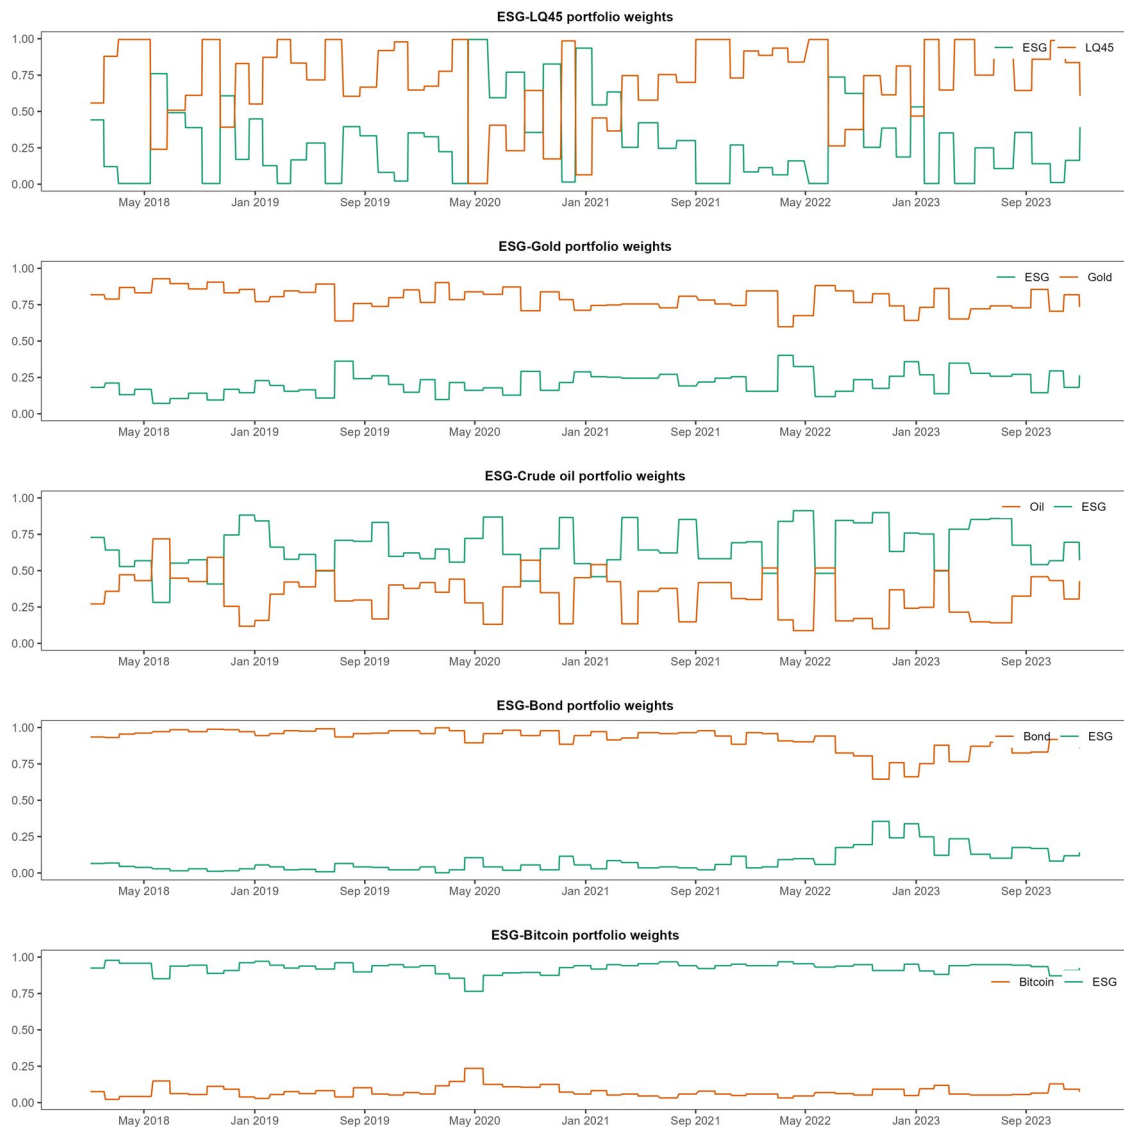 ESG-LQ45 portfolio weights
1.00
ESG LQ45
0.75
0.50
0.25
0.00
May 2018 Jan 2019 Sep 2019 May 2020 Jan 2021 Sep 2021 May 2022 Jan 2023 Sep 2023
ESG-Gold portfolio weights
1.00
ESG Gold
0.75
0.50
0.25
0.00
May 2018 Jan 2019 Sep 2019 May 2020 Jan 2021 Sep 2021 May 2022 Jan 2023 Sep 2023
ESG-Crude oil portfolio weights
1.00
Oil ESG
0.75
0.50
0.25
0.00
May 2018 Jan 2019 Sep 2019 May 2020 Jan 2021 Sep 2021 May 2022 Jan 2023 Sep 2023
ESG-Bond portfolio weights
1.00
Bond ESG
0.75
0.50
0.25
0.00
May 2018 Jan 2019 Sep 2019 May 2020 Jan 2021 Sep 2021 May 2022 Jan 2023 Sep 2023
ESG-Bitcoin portfolio weights
1.00
Bitcoin ESG
0.75
0.50
0.25
0.00
May 2018 Jan 2019 Sep 2019 May 2020 Jan 2021 Sep 2021 May 2022 Jan 2023 Sep 2023